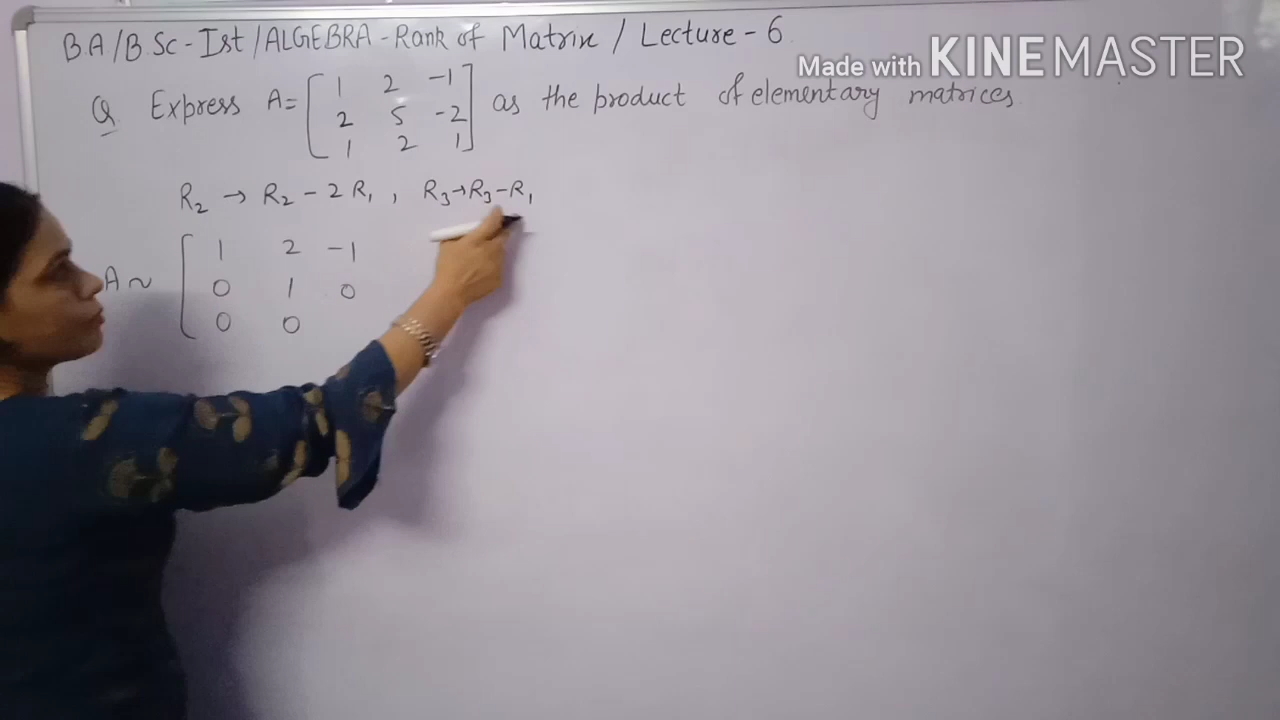 B.A/B.Sc-Ist/ALGEBRA-Rank of Matrix / Lecture-6
Made with KINEMASTER
Q. Express A = [ 1 2 -1 as the product of elementary matrices.
2 5 -2
1 2 1 ]
R2 → R2 - 2R1 , R3→R3-R1
A ~ [ 1 2 -1
0 1 0
0 0